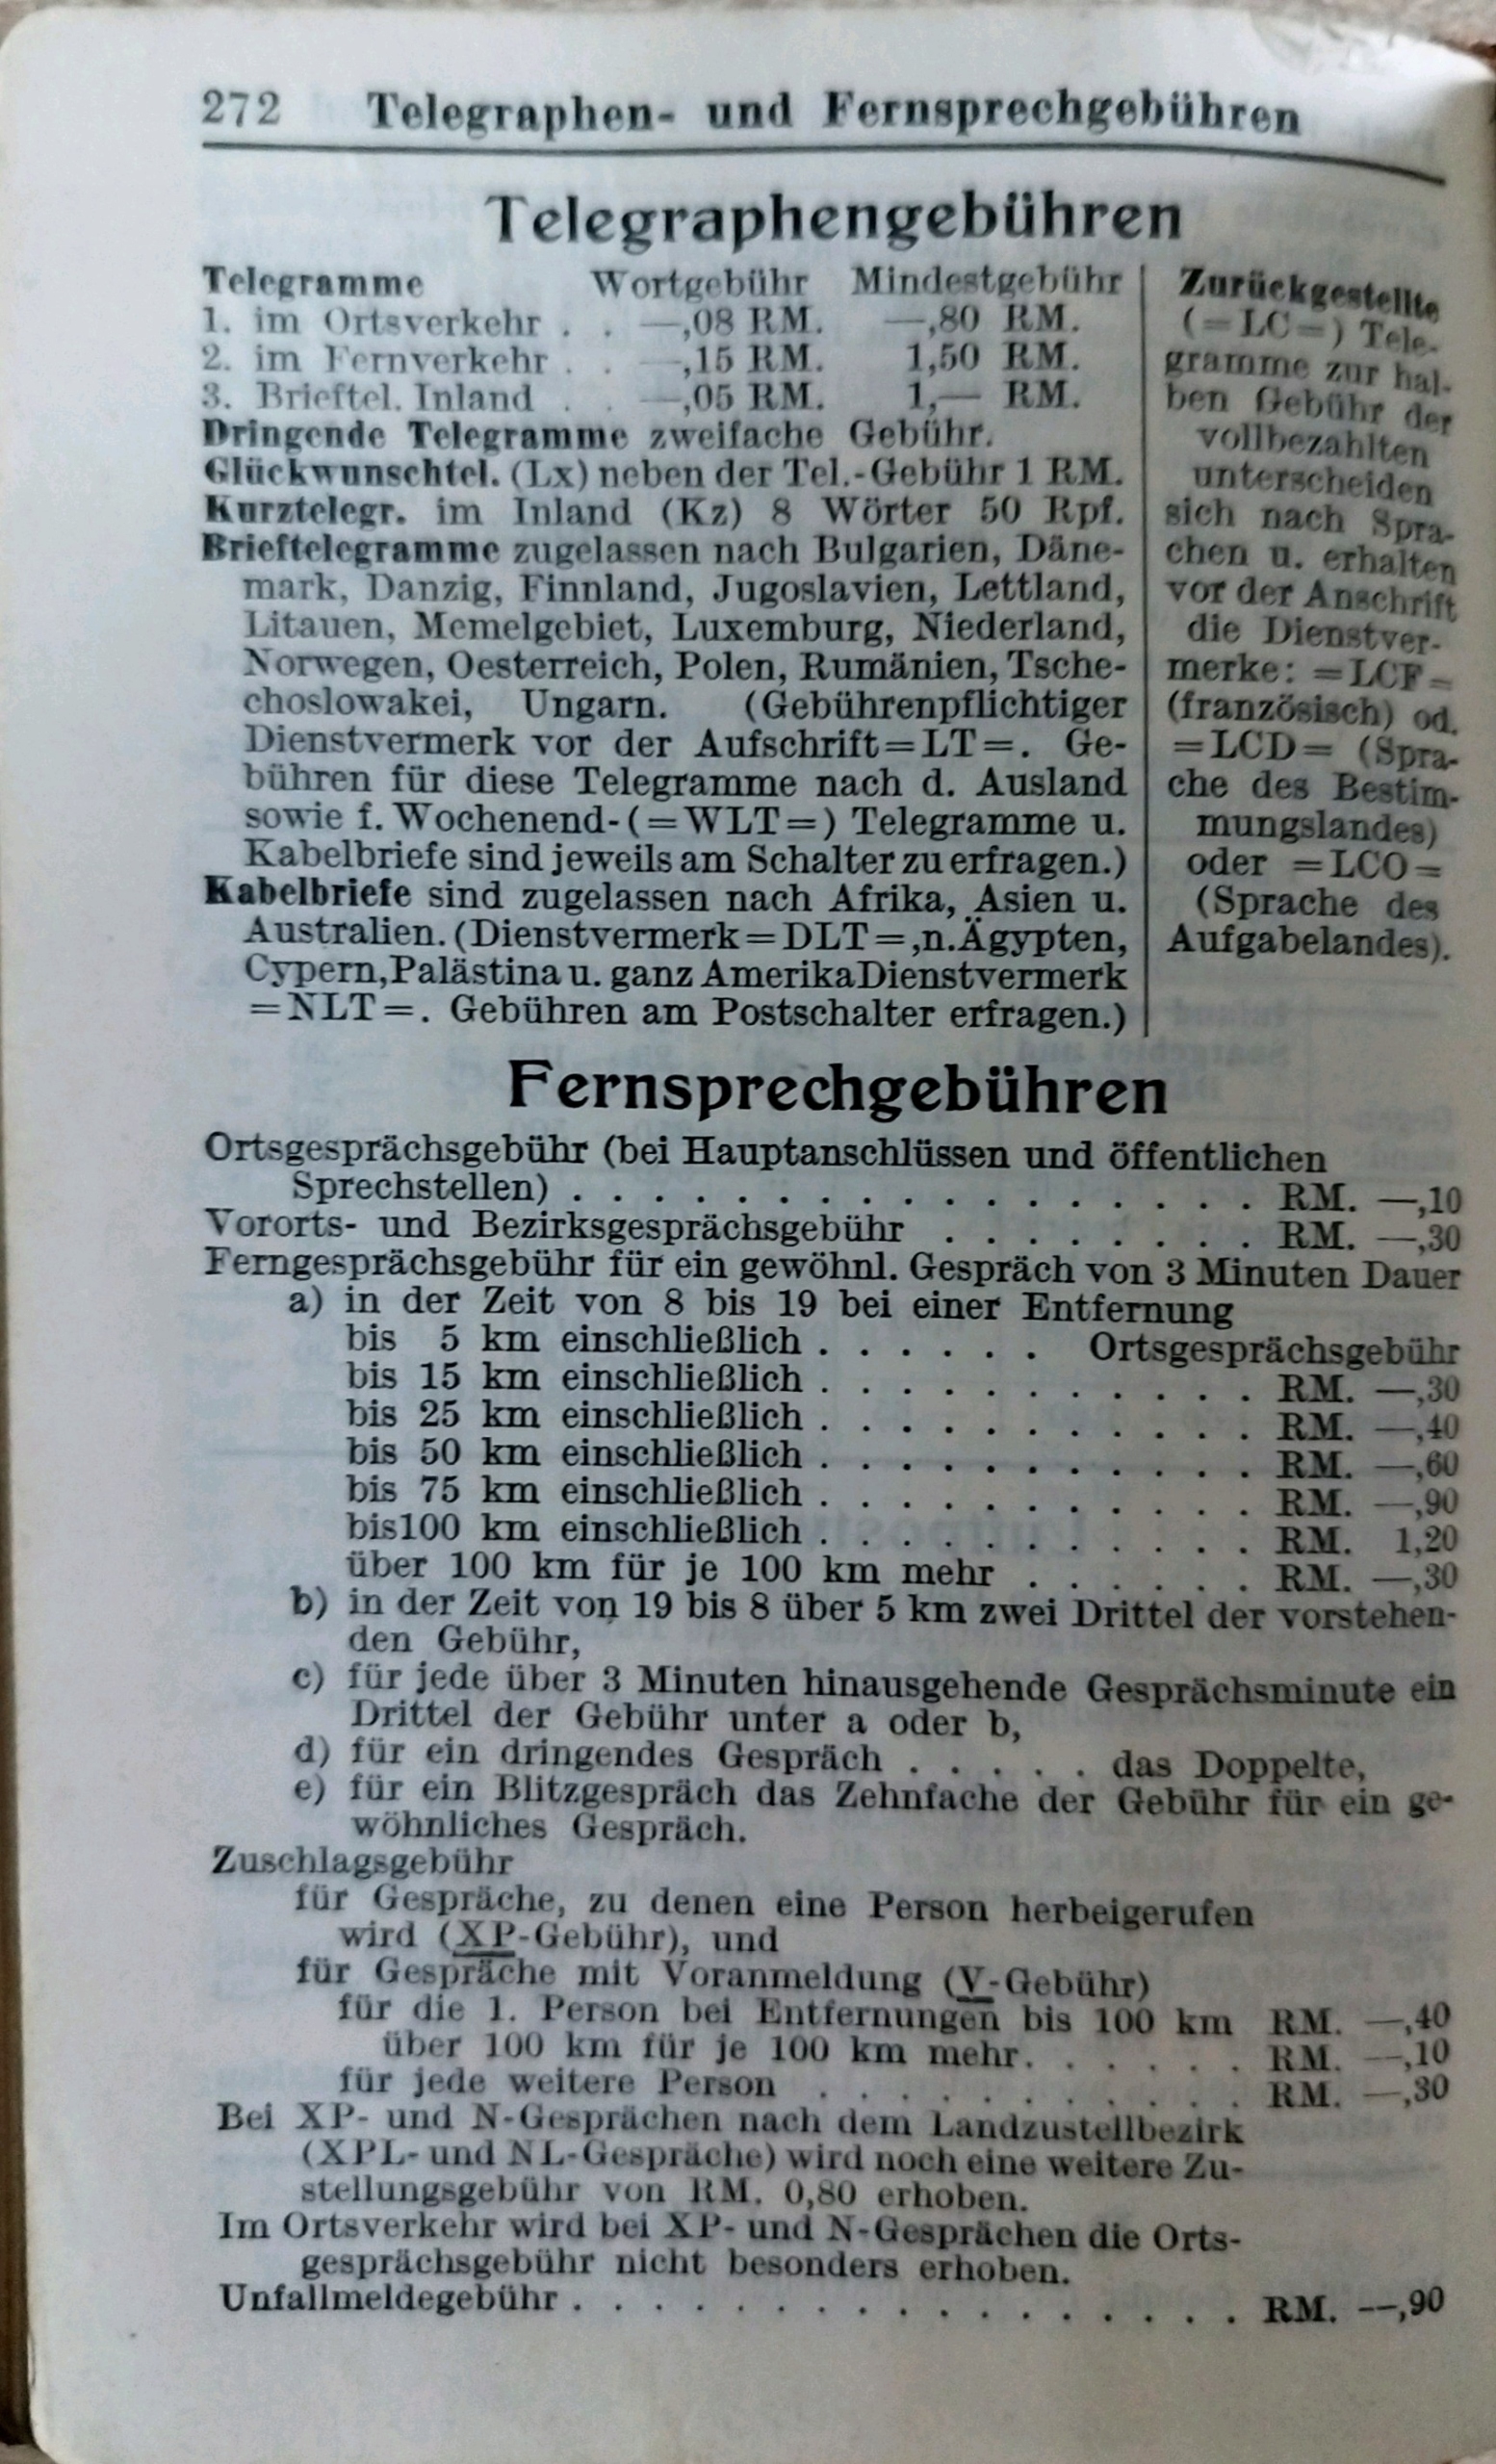 272 Telegraphen- und Fernsprechgebühren
Telegraphengebühren
Telegramme Wortgebühr Mindestgebühr
1. im Ortsverkehr . . —,08 RM. —,80 RM.
2. im Fernverkehr . . —,15 RM. 1,50 RM.
3. Brieftel. Inland . . —,05 RM. 1,— RM.
Dringende Telegramme zweifache Gebühr.
Glückwunschtel. (Lx) neben der Tel.-Gebühr 1 RM.
Kurztelegr. im Inland (Kz) 8 Wörter 50 Rpf.
Brieftelegramme zugelassen nach Bulgarien, Däne-
mark, Danzig, Finnland, Jugoslavien, Lettland,
Litauen, Memelgebiet, Luxemburg, Niederland,
Norwegen, Oesterreich, Polen, Rumänien, Tsche-
choslowakei, Ungarn. (Gebührenpflichtiger
Dienstvermerk vor der Aufschrift=LT=. Ge-
bühren für diese Telegramme nach d. Ausland
sowie f. Wochenend-(=WLT=) Telegramme u.
Kabelbriefe sind jeweils am Schalter zu erfragen.)
Kabelbriefe sind zugelassen nach Afrika, Asien u.
Australien. (Dienstvermerk=DLT=,n.Ägypten,
Cypern,Palästina u. ganz Amerika Dienstvermerk
=NLT=. Gebühren am Postschalter erfragen.)
Zurückgestellte
(=LC=) Tele-
gramme zur hal-
ben Gebühr der
vollbezahlten
unterscheiden
sich nach Spra-
chen u. erhalten
vor der Anschrift
die Dienstver-
merke: =LCF=
(französisch) od.
=LCD= (Spra-
che des Bestim-
mungslandes)
oder =LCO=
(Sprache des
Aufgabelandes).
Fernsprechgebühren
Ortsgesprächsgebühr (bei Hauptanschlüssen und öffentlichen
Sprechstellen) . . . . . . . . . . . . . . . . . RM. —,10
Vororts- und Bezirksgesprächsgebühr . . . . . . . . RM. —,30
Ferngesprächsgebühr für ein gewöhnl. Gespräch von 3 Minuten Dauer
a) in der Zeit von 8 bis 19 bei einer Entfernung
bis 5 km einschließlich . . . . . . Ortsgesprächsgebühr
bis 15 km einschließlich . . . . . . . . . . . RM. —,30
bis 25 km einschließlich . . . . . . . . . . . RM. —,40
bis 50 km einschließlich . . . . . . . . . . . RM. —,60
bis 75 km einschließlich . . . . . . . . . . . RM. —,90
bis100 km einschließlich . . . . . . . . . . . RM. 1,20
über 100 km für je 100 km mehr . . . . . . RM. —,30
b) in der Zeit von 19 bis 8 über 5 km zwei Drittel der vorstehen-
den Gebühr,
c) für jede über 3 Minuten hinausgehende Gesprächsminute ein
Drittel der Gebühr unter a oder b,
d) für ein dringendes Gespräch . . . . . das Doppelte,
e) für ein Blitzgespräch das Zehnfache der Gebühr für ein ge-
wöhnliches Gespräch.
Zuschlagsgebühr
für Gespräche, zu denen eine Person herbeigerufen
wird (XP-Gebühr), und
für Gespräche mit Voranmeldung (V-Gebühr)
für die 1. Person bei Entfernungen bis 100 km RM. —,40
über 100 km für je 100 km mehr. . . . . . RM. —,10
für jede weitere Person . . . . . . . . . . . RM. —,30
Bei XP- und N-Gesprächen nach dem Landzustellbezirk
(XPL- und NL-Gespräche) wird noch eine weitere Zu-
stellungsgebühr von RM. 0,80 erhoben.
Im Ortsverkehr wird bei XP- und N-Gesprächen die Orts-
gesprächsgebühr nicht besonders erhoben.
Unfallmeldegebühr . . . . . . . . . . . . . . . . . RM. —,90